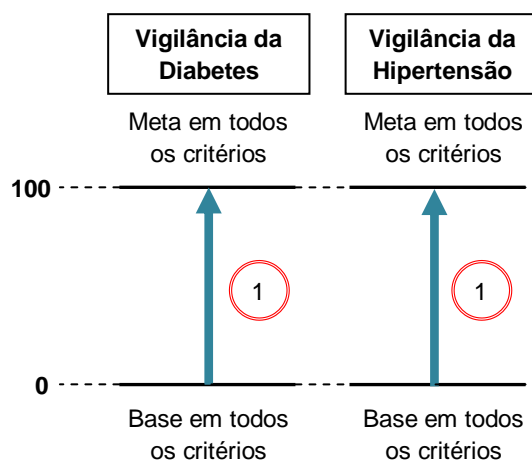 Vigilância da
Diabetes
Vigilância da
Hipertensão
Meta em todos
os critérios
Meta em todos
os critérios
100
1
1
0
Base em todos
os critérios
Base em todos
os critérios